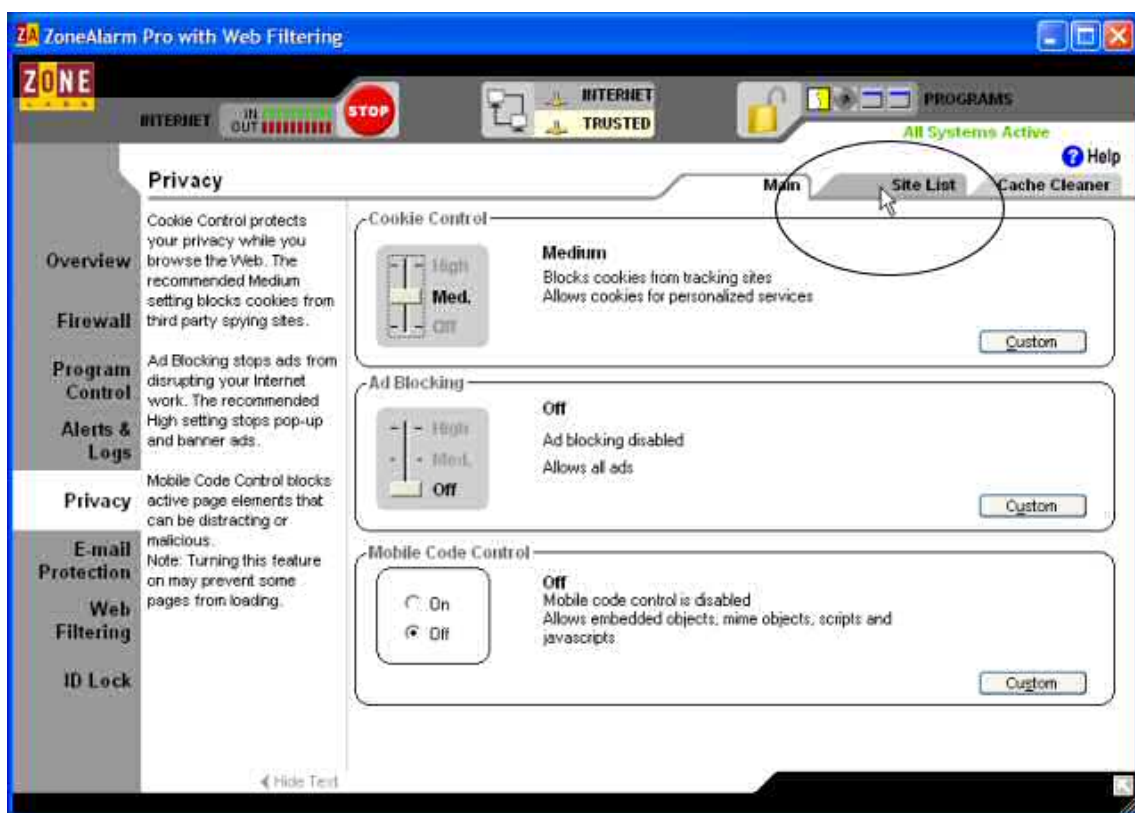 ZA ZoneAlarm Pro with Web Filtering
ZONE
LABS
INTERNET
IN
OUT
STOP
INTERNET
TRUSTED
PROGRAMS
All Systems Active
? Help
Privacy
Main
Site List
Cache Cleaner
Overview
Firewall
Program
Control
Alerts &
Logs
Privacy
E-mail
Protection
Web
Filtering
ID Lock
Cookie Control protects
your privacy while you
browse the Web. The
recommended Medium
setting blocks cookies from
third party spying sites.
Ad Blocking stops ads from
disrupting your Internet
work. The recommended
High setting stops pop-up
and banner ads.
Mobile Code Control blocks
active page elements that
can be distracting or
malicious.
Note: Turning this feature
on may prevent some
pages from loading.
Hide Text
Cookie Control
High
Med.
Off
Medium
Blocks cookies from tracking sites
Allows cookies for personalized services
Custom
Ad Blocking
High
Med.
Off
Off
Ad blocking disabled
Allows all ads
Custom
Mobile Code Control
On
Off
Off
Mobile code control is disabled
Allows embedded objects, mime objects, scripts and
javascripts
Custom